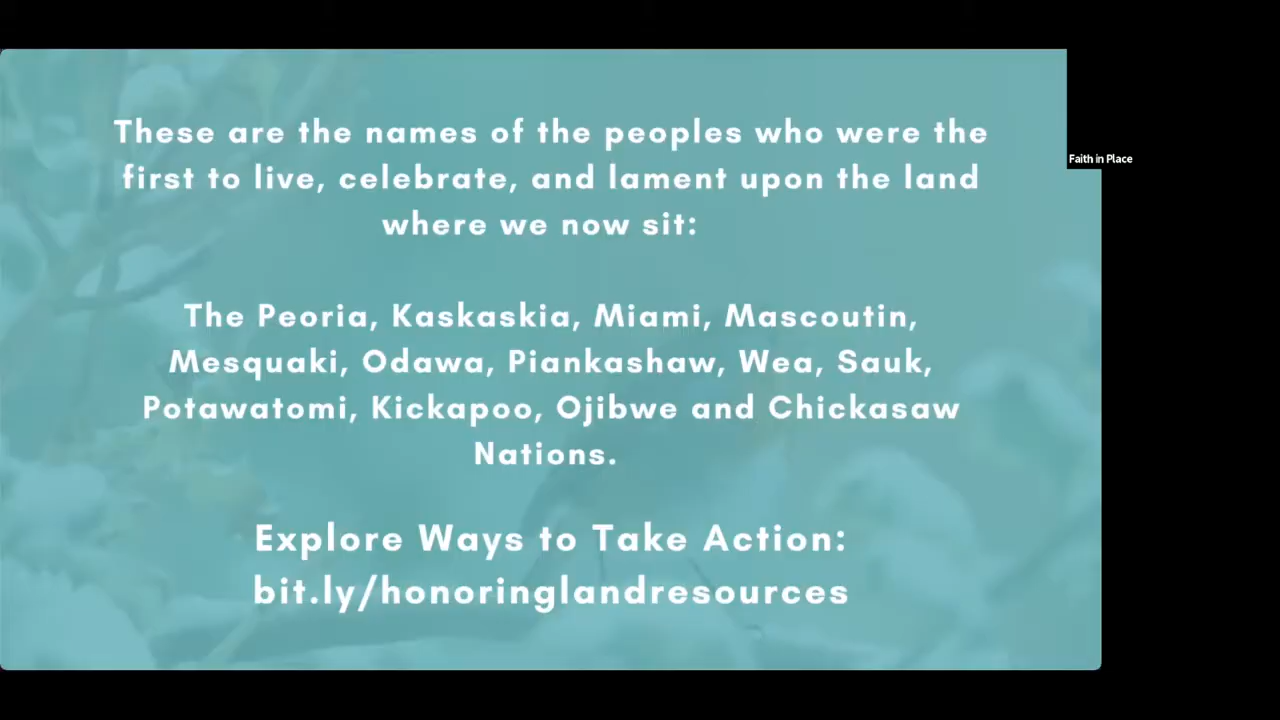 These are the names of the peoples who were the
first to live, celebrate, and lament upon the land
where we now sit:
The Peoria, Kaskaskia, Miami, Mascoutin,
Mesquaki, Odawa, Piankashaw, Wea, Sauk,
Potawatomi, Kickapoo, Ojibwe and Chickasaw
Nations.
Explore Ways to Take Action:
bit.ly/honoringlandresources
Faith in Place